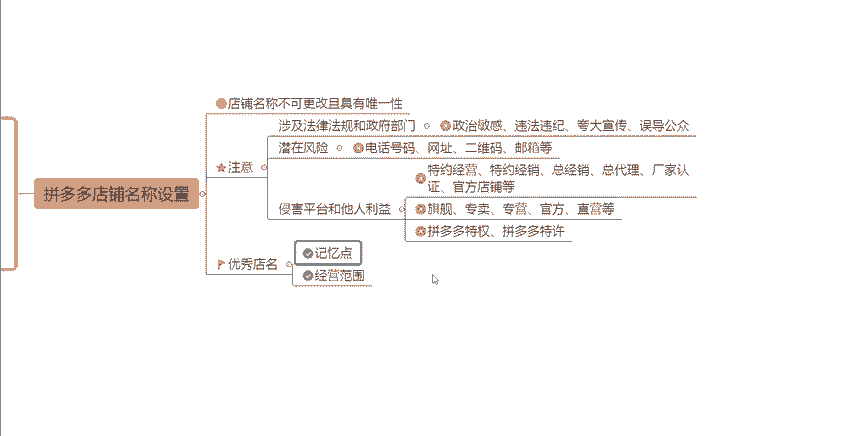 店铺名称不可更改且具有唯一性
涉及法律法规和政府部门
政治敏感、违法违纪、夸大宣传、误导公众
潜在风险
电话号码、网址、二维码、邮箱等
注意
特约经营、特约经销、总经销、总代理、厂家认
证、官方店铺等
拼多多店铺名称设置
侵害平台和他人利益
旗舰、专卖、专营、官方、直营等
拼多多特权、拼多多特许
优秀店名
记忆点
经营范围